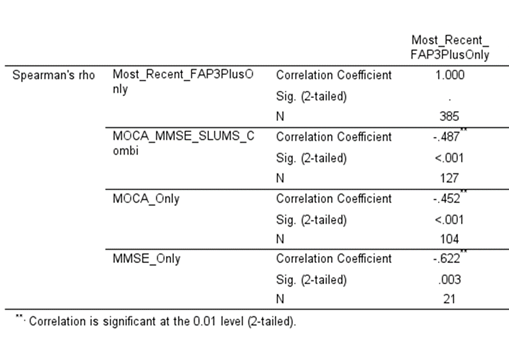 Most_Recent_
FAP3PlusOnly
Spearman's rho Most_Recent_FAP3PlusO Correlation Coefficient 1.000
nly Sig. (2-tailed) .
N 385
MOCA_MMSE_SLUMS_C Correlation Coefficient -.487**
ombi Sig. (2-tailed) <.001
N 127
MOCA_Only Correlation Coefficient -.452**
Sig. (2-tailed) <.001
N 104
MMSE_Only Correlation Coefficient -.622**
Sig. (2-tailed) .003
N 21
**. Correlation is significant at the 0.01 level (2-tailed).